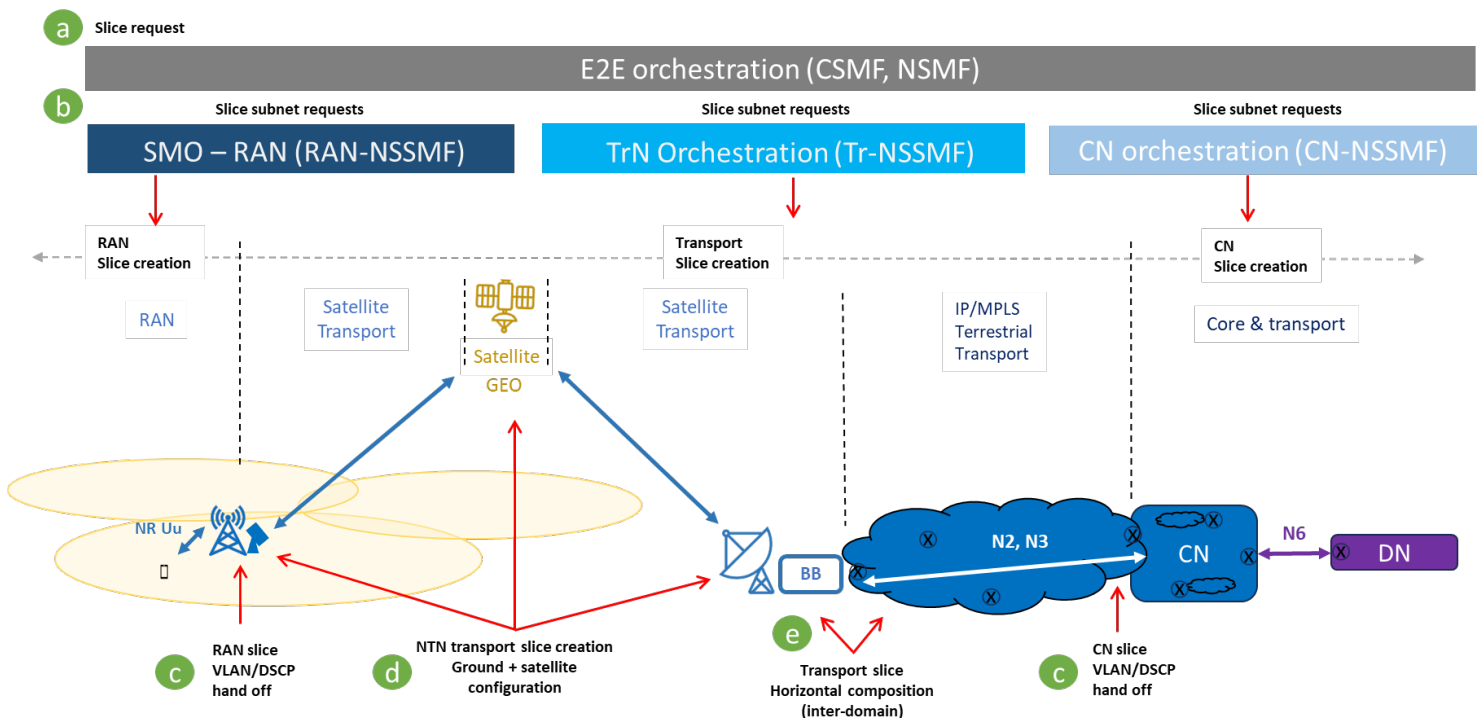 a
Slice request
E2E orchestration (CSMF, NSMF)
b
Slice subnet requests
Slice subnet requests
Slice subnet requests
SMO – RAN (RAN-NSSMF)
TrN Orchestration (Tr-NSSMF)
CN orchestration (CN-NSSMF)
RAN
Slice creation
Transport
Slice creation
CN
Slice creation
RAN
Satellite
Transport
Satellite
GEO
Satellite
Transport
IP/MPLS
Terrestrial
Transport
Core & transport
NR Uu
BB
X
X
X
N2, N3
X
X
X
X
X
CN
N6
X
DN
c
RAN slice
VLAN/DSCP
hand off
d
NTN transport slice creation
Ground + satellite
configuration
e
Transport slice
Horizontal composition
(inter-domain)
c
CN slice
VLAN/DSCP
hand off